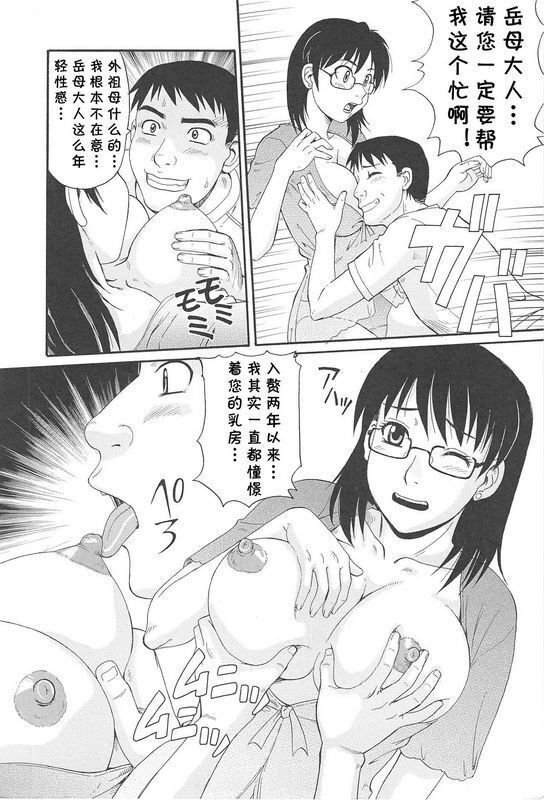 岳母大人…
请您一定要帮
我这个忙啊！
ガバ
外祖母什么的…
我根本不在意…
岳母大人这么年
轻性感…
モミモミ
入赘两年以来…
我其实一直都憧憬
着您的乳房…
アハッ
ペロ
ムニッ
ムニッ